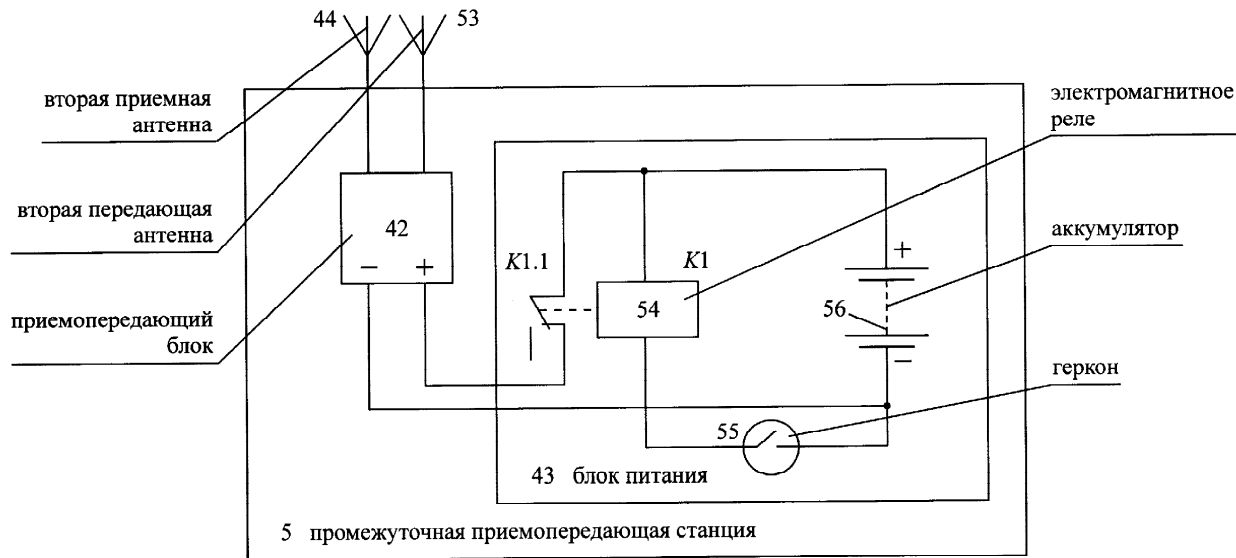 44
53
вторая приемная
антенна
электромагнитное
реле
вторая передающая
антенна
42
− +
K1.1
K1
54
+
аккумулятор
56
−
приемопередающий
блок
геркон
55
43 блок питания
5 промежуточная приемопередающая станция